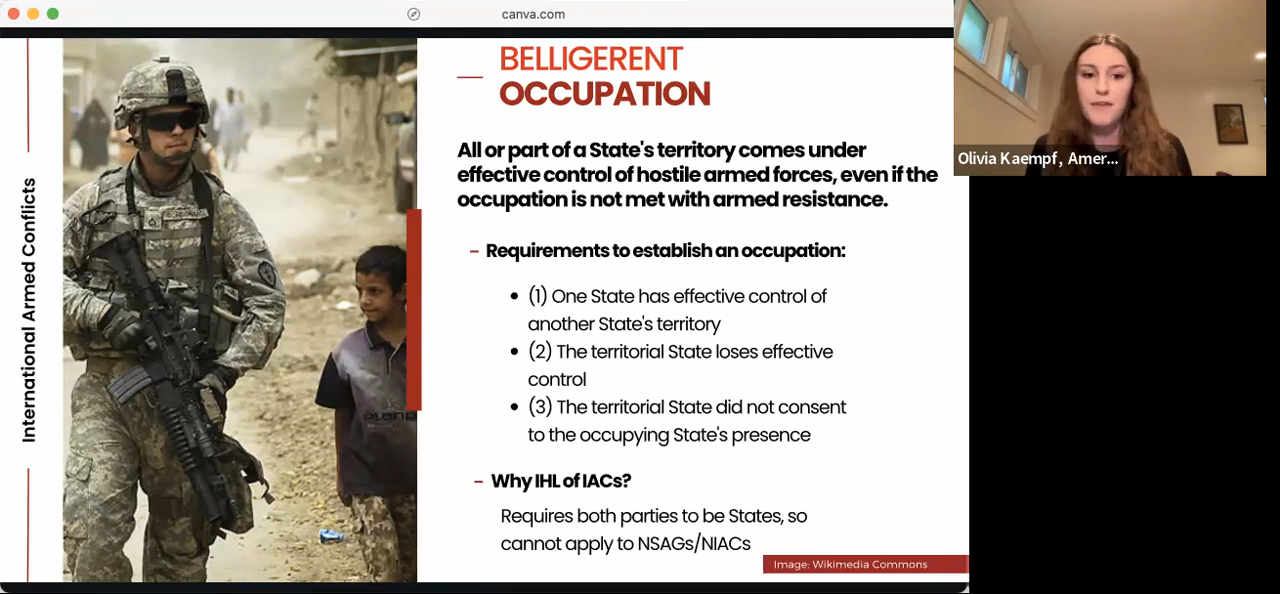 canva.com
International Armed Conflicts
BELLIGERENT
OCCUPATION
All or part of a State's territory comes under
effective control of hostile armed forces, even if the
occupation is not met with armed resistance.
– Requirements to establish an occupation:
• (1) One State has effective control of
another State's territory
• (2) The territorial State loses effective
control
• (3) The territorial State did not consent
to the occupying State's presence
– Why IHL of IACs?
Requires both parties to be States, so
cannot apply to NSAGs/NIACs
Image: Wikimedia Commons
Olivia Kaempf, Amer...